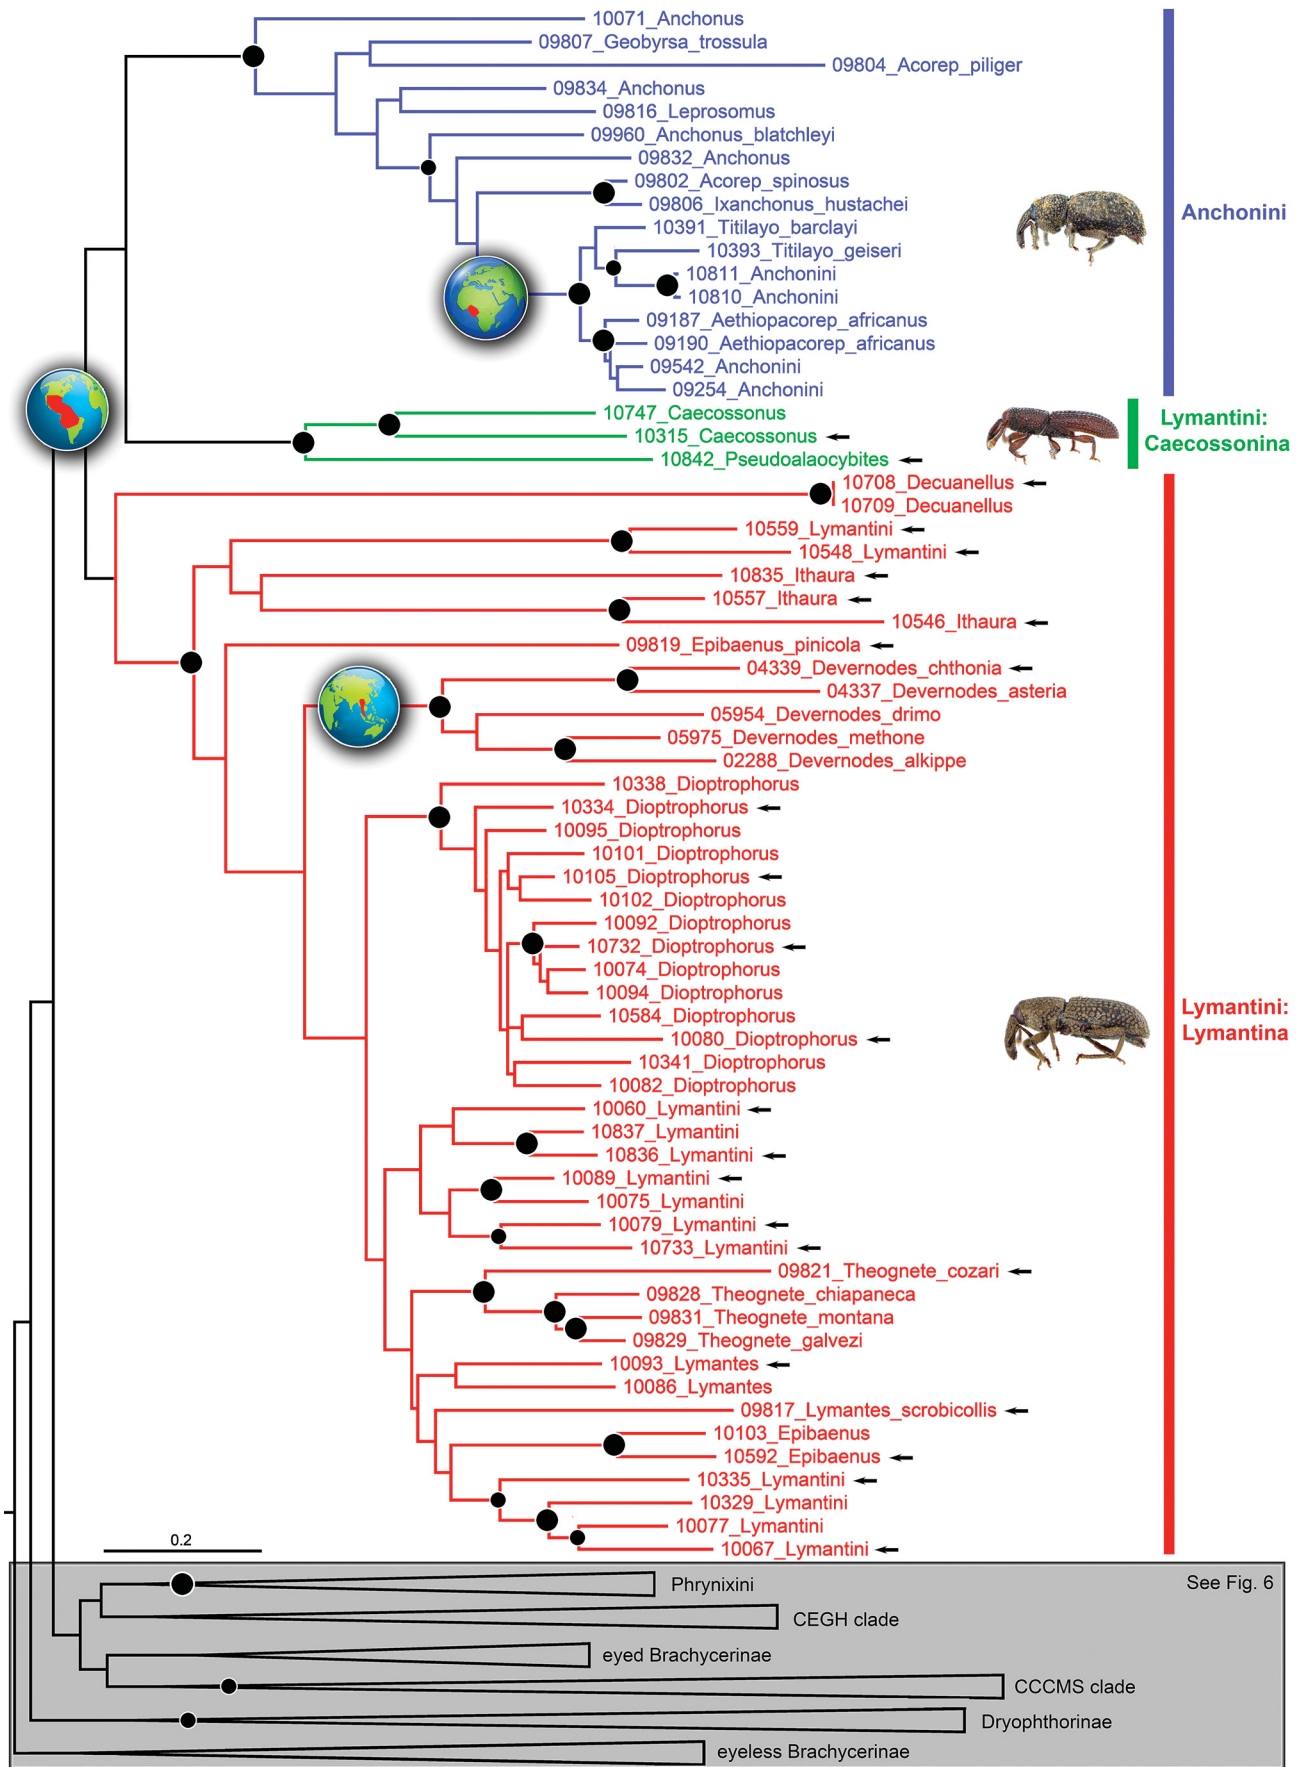 10071_Anchonus
09807_Geobyrsa_trossula
09804_Acorep_piliger
09834_Anchonus
09816_Leprosomus
09960_Anchonus_blatchleyi
09832_Anchonus
09802_Acorep_spinosus
09806_Ixanchonus_hustachei
10391_Titilayo_barclayi
10393_Titilayo_geiseri
10811_Anchonini
10810_Anchonini
09187_Aethiopacorep_africanus
09190_Aethiopacorep_africanus
09542_Anchonini
09254_Anchonini
Anchonini
10747_Caecossonus
10315_Caecossonus
10842_Pseudoalaocybites
Lymantini:
Caecossonina
10708_Decuanellus
10709_Decuanellus
10559_Lymantini
10548_Lymantini
10835_Ithaura
10557_Ithaura
10546_Ithaura
09819_Epibaenus_pinicola
04339_Devernodes_chthonia
04337_Devernodes_asteria
05954_Devernodes_drimo
05975_Devernodes_methone
02288_Devernodes_alkippe
10338_Dioptrophorus
10334_Dioptrophorus
10095_Dioptrophorus
10101_Dioptrophorus
10105_Dioptrophorus
10102_Dioptrophorus
10092_Dioptrophorus
10732_Dioptrophorus
10074_Dioptrophorus
10094_Dioptrophorus
10584_Dioptrophorus
10080_Dioptrophorus
10341_Dioptrophorus
10082_Dioptrophorus
Lymantini:
Lymantina
10060_Lymantini
10837_Lymantini
10836_Lymantini
10089_Lymantini
10075_Lymantini
10079_Lymantini
10733_Lymantini
09821_Theognete_cozari
09828_Theognete_chiapaneca
09831_Theognete_montana
09829_Theognete_galvezi
10093_Lymantes
10086_Lymantes
09817_Lymantes_scrobicollis
10103_Epibaenus
10592_Epibaenus
10335_Lymantini
10329_Lymantini
10077_Lymantini
10067_Lymantini
0.2
Phrynixini
See Fig. 6
CEGH clade
eyed Brachycerinae
CCCMS clade
Dryophthorinae
eyeless Brachycerinae